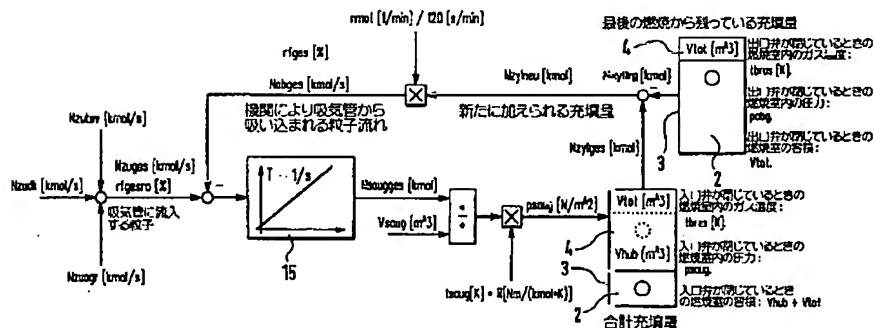 nmot [1/min] / 120 [s/min]
rfges [%]
Nabges [kmol/s]
機関により吸気管から
吸い込まれる粒子流れ
Nzyneu [kmol]
新たに加えられる充填量
[kmol]
Nzylges [kmol]
最後の燃焼から残っている充填量
4
Vtot [m^3]
出口弁が閉じているときの
燃焼室内のガス温度:
tbras [K].
出口弁が閉じているときの
燃焼室内の圧力:
pabg.
出口弁が閉じているときの
燃焼室の容積:
Vtot.
3
2
[kmol/s]
Nzuges [kmol/s]
Nzudk [kmol/s]
rfgesro [%]
吸気管に流入
する粒子
Nzuagr [kmol/s]
T ·· 1/s
15
Nsaugges [kmol]
Vsaug [m^3]
psaug [N/m^2]
tsaug[K] * R[Nm/(kmol*K)]
Vtot [m^3]
Vhub [m^3]
4
3
2
入口弁が閉じているときの
燃焼室内のガス温度:
tbras [K].
入口弁が閉じているときの
燃焼室内の圧力:
psaug.
入口弁が閉じているとき
の燃焼室の容積: Vhub + Vtot
合計充填量